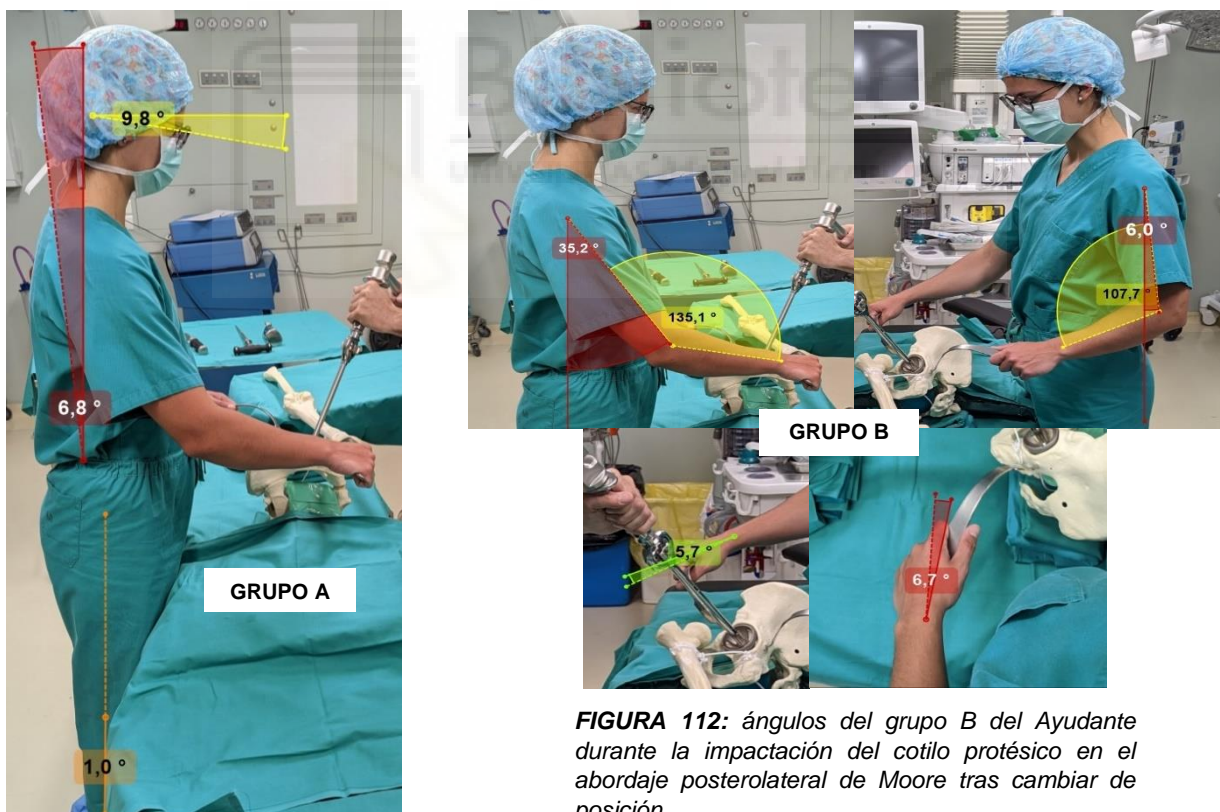 9,8 °
6,8 °
GRUPO A
1,0 °
35,2 °
135,1 °
6,0 °
107,7 °
GRUPO B
5,7 °
6,7 °
FIGURA 112: ángulos del grupo B del Ayudante
durante la impactación del cotilo protésico en el
abordaje posterolateral de Moore tras cambiar de
posición